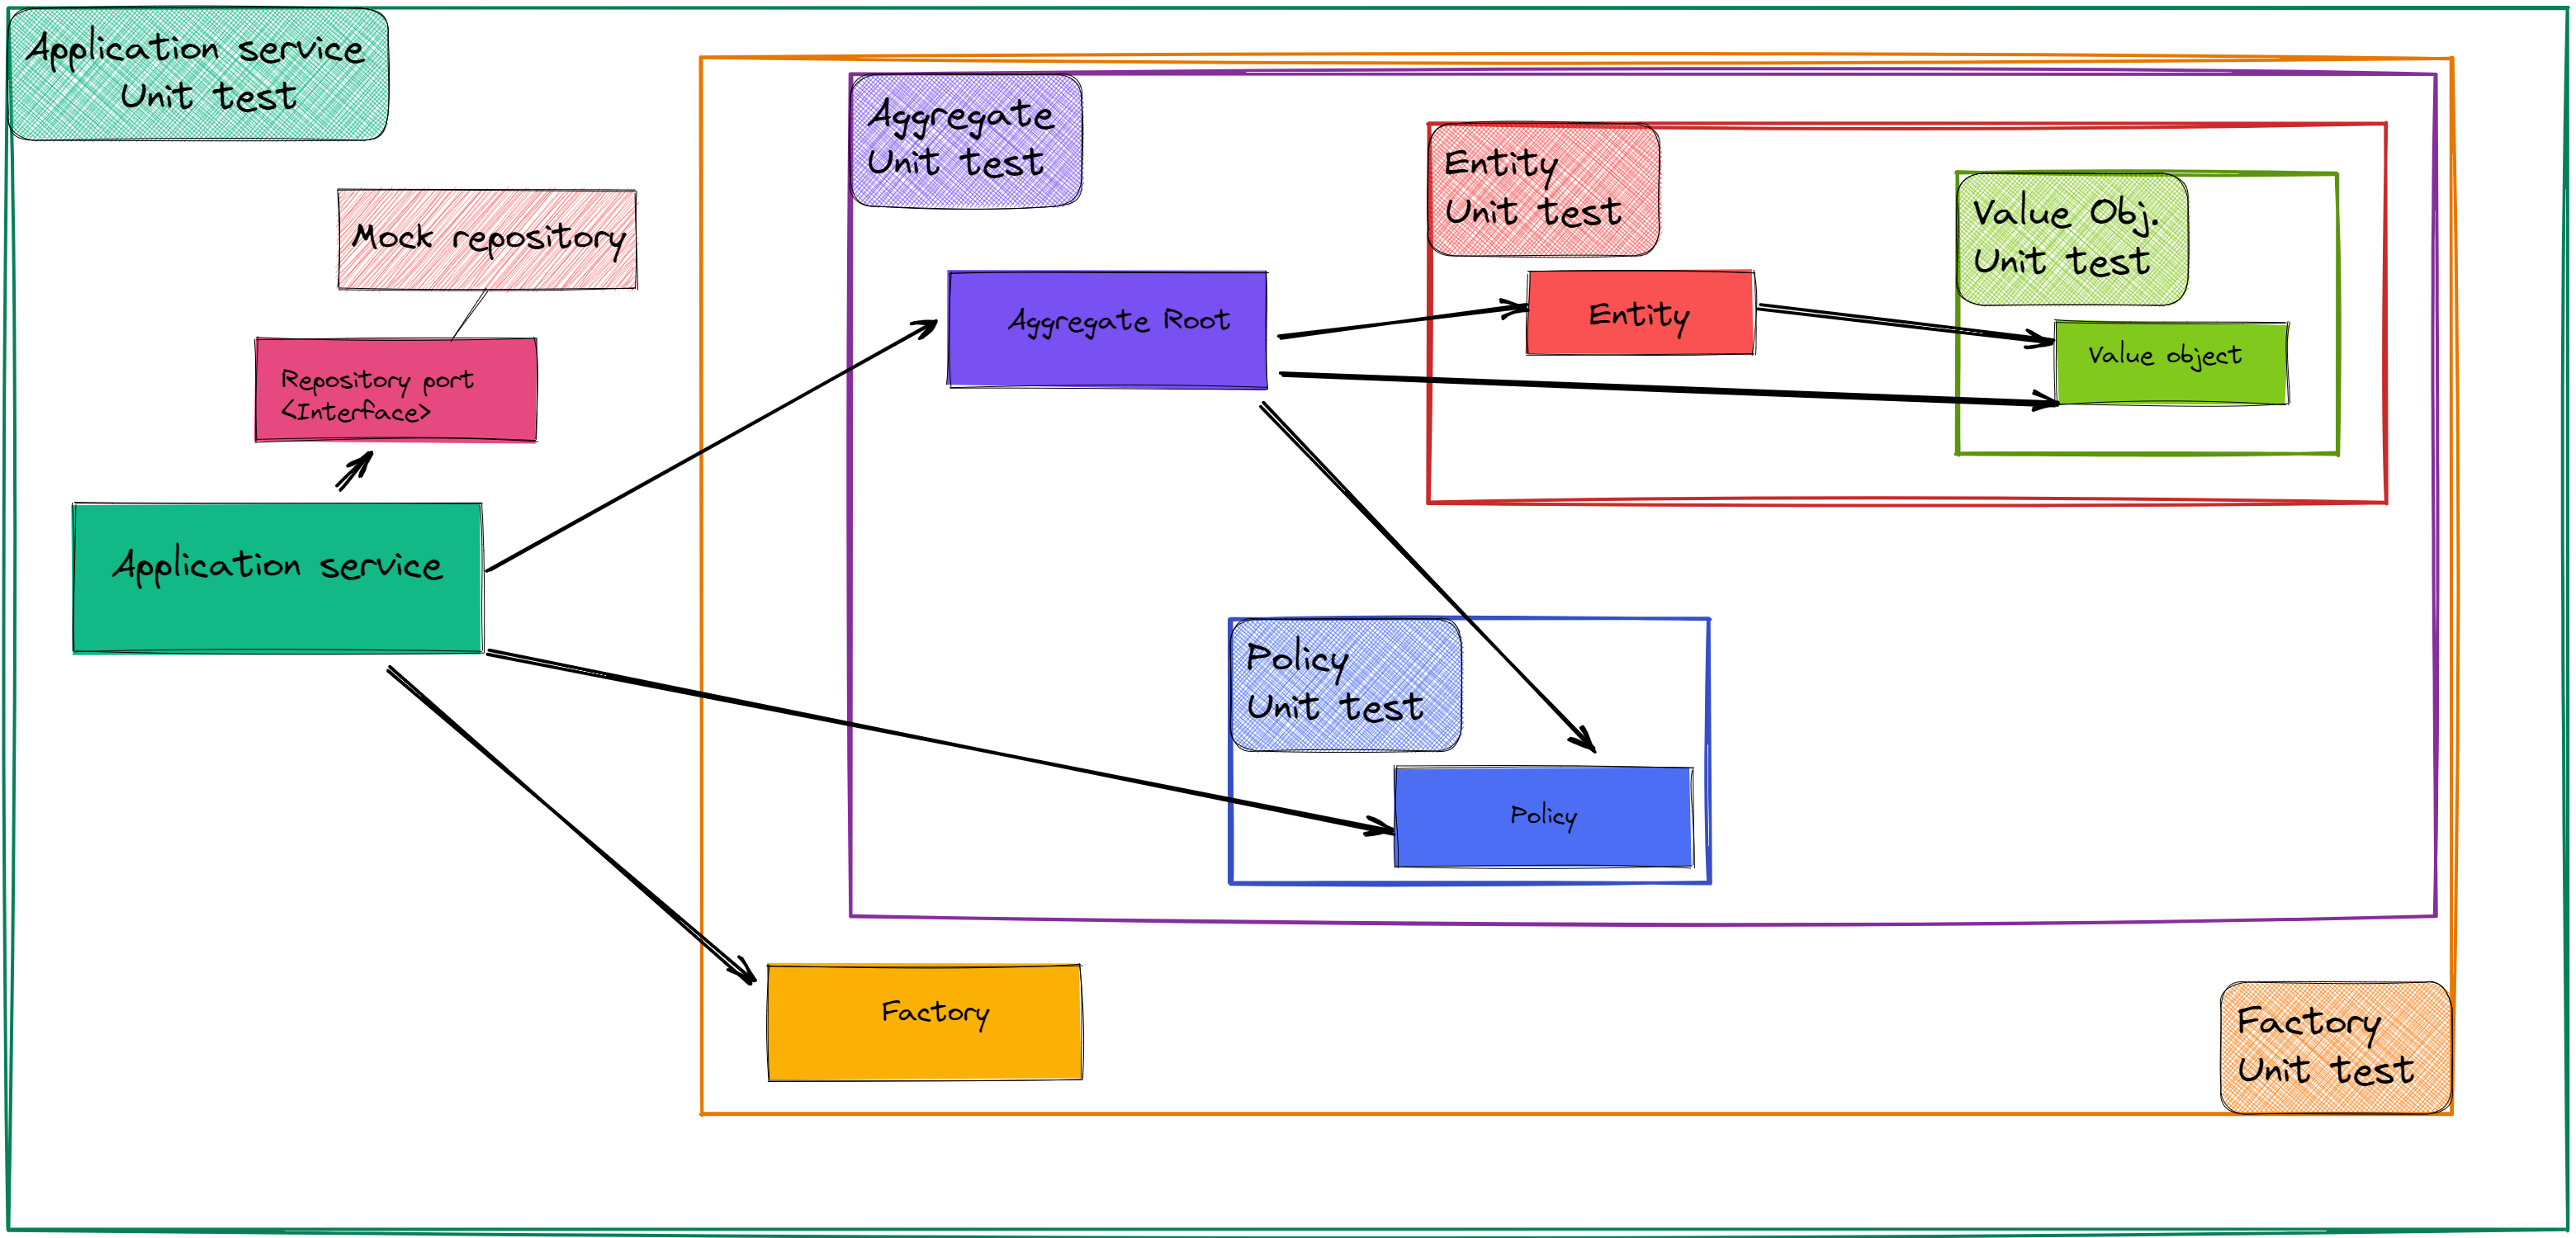 Application service
Unit test
Mock repository
Repository port
<Interface>
Application service
Aggregate
Unit test
Aggregate Root
Entity
Unit test
Entity
Value Obj.
Unit test
Value object
Policy
Unit test
Policy
Factory
Factory
Unit test